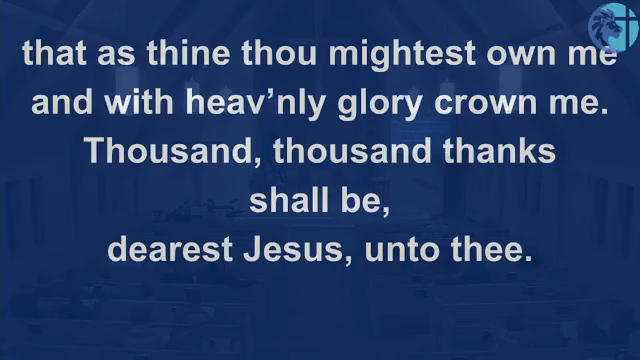 that as thine thou mightest own me
and with heav’nly glory crown me.
Thousand, thousand thanks
shall be,
dearest Jesus, unto thee.